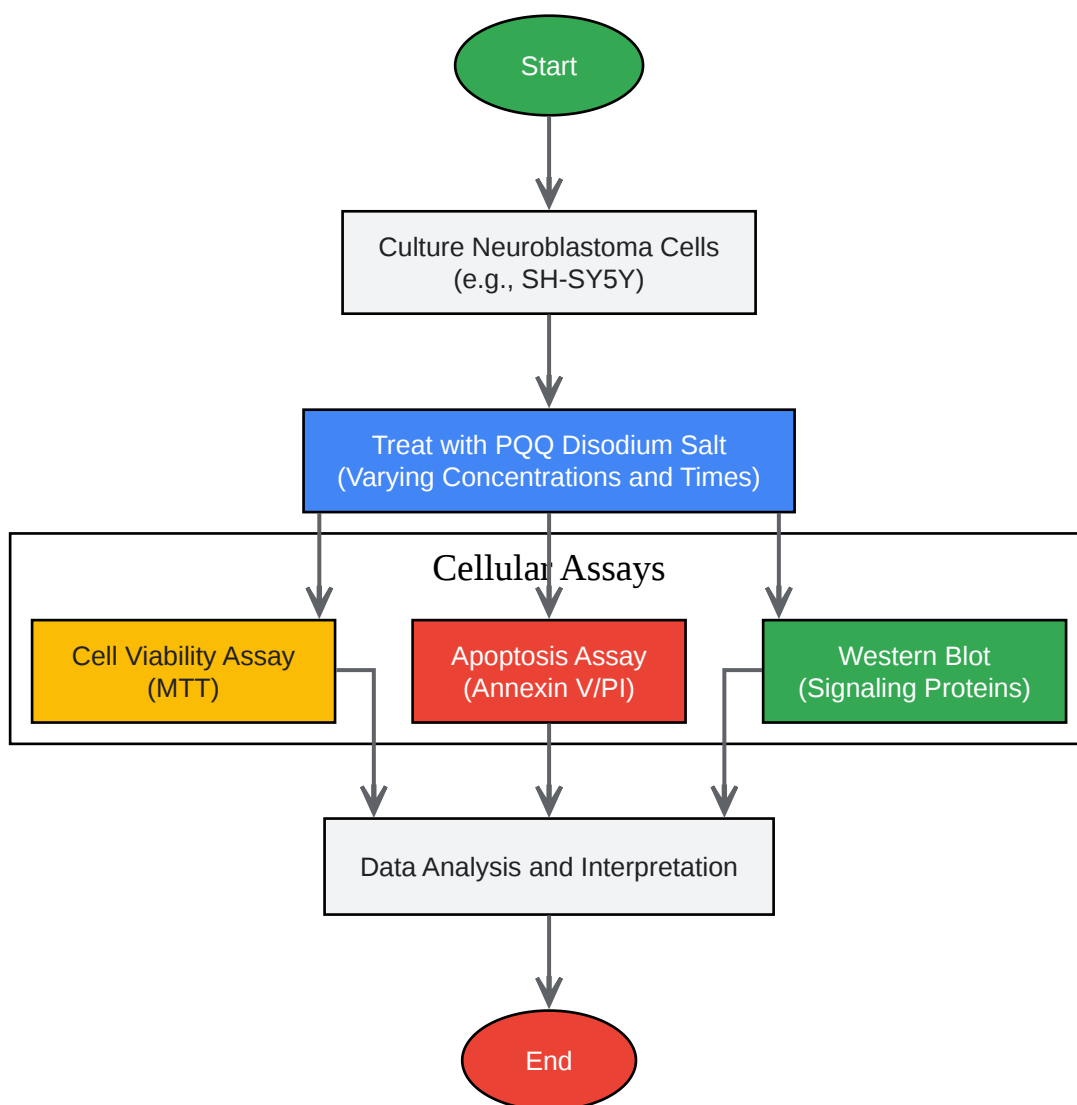 Start
Culture Neuroblastoma Cells
(e.g., SH-SY5Y)
Treat with PQQ Disodium Salt
(Varying Concentrations and Times)
Cellular Assays
Cell Viability Assay
(MTT)
Apoptosis Assay
(Annexin V/PI)
Western Blot
(Signaling Proteins)
Data Analysis and Interpretation
End